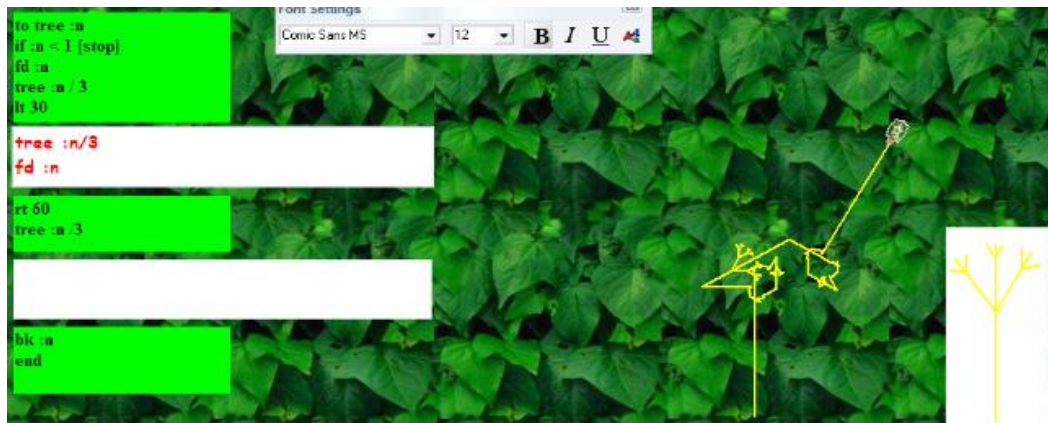 to tree :n
if :n < 1 [stop]
fd :n
tree :n / 3
lt 30
tree :n/3
fd :n
rt 60
tree :n /3
bk :n
end
Font Settings
Comic Sans MS 12 B I U